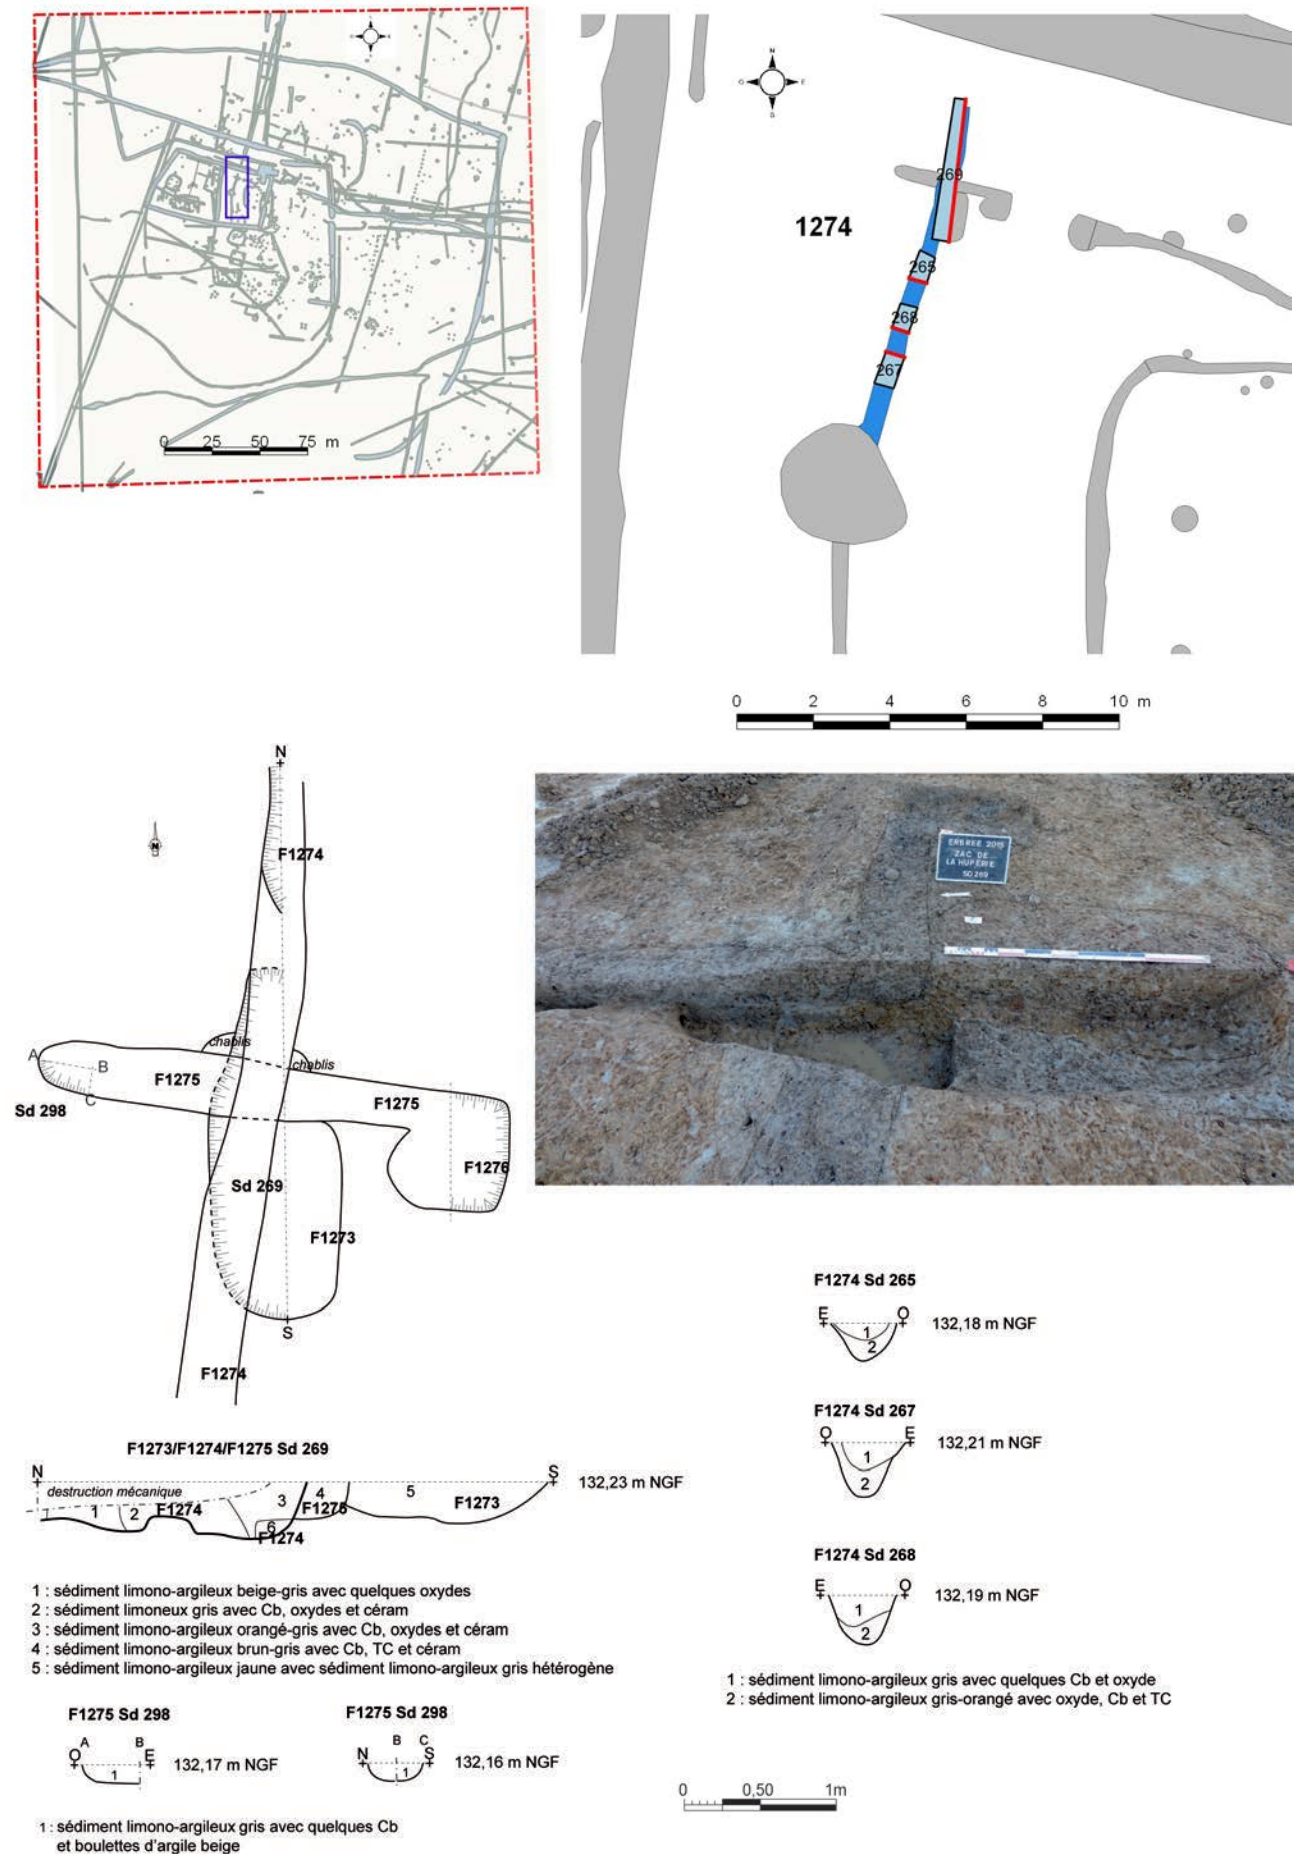 0 25 50 75 m
N
O E
S
1274
269
265
268
267
0 2 4 6 8 10 m
N
F1274
N
chablis
chablis
A
B
C
F1275
F1275
Sd 298
F1276
Sd 269
F1273
S
F1274
ERBREE 2015
ZAC DE
LA HUPERIE
SD 269
F1273/F1274/F1275 Sd 269
N S 132,23 m NGF
destruction mécanique
1 2 F1274 3 4 F1275 5 F1273
6
F1274
1 : sédiment limono-argileux beige-gris avec quelques oxydes
2 : sédiment limoneux gris avec Cb, oxydes et céram
3 : sédiment limono-argileux orangé-gris avec Cb, oxydes et céram
4 : sédiment limono-argileux brun-gris avec Cb, TC et céram
5 : sédiment limono-argileux jaune avec sédiment limono-argileux gris hétérogène
F1275 Sd 298
A B
O E 132,17 m NGF
1
F1275 Sd 298
B C
N S 132,16 m NGF
1
1 : sédiment limono-argileux gris avec quelques Cb
et boulettes d'argile beige
F1274 Sd 265
E O 132,18 m NGF
1
2
F1274 Sd 267
O E 132,21 m NGF
1
2
F1274 Sd 268
E O 132,19 m NGF
1
2
1 : sédiment limono-argileux gris avec quelques Cb et oxyde
2 : sédiment limono-argileux gris-orangé avec oxyde, Cb et TC
0 0,50 1m